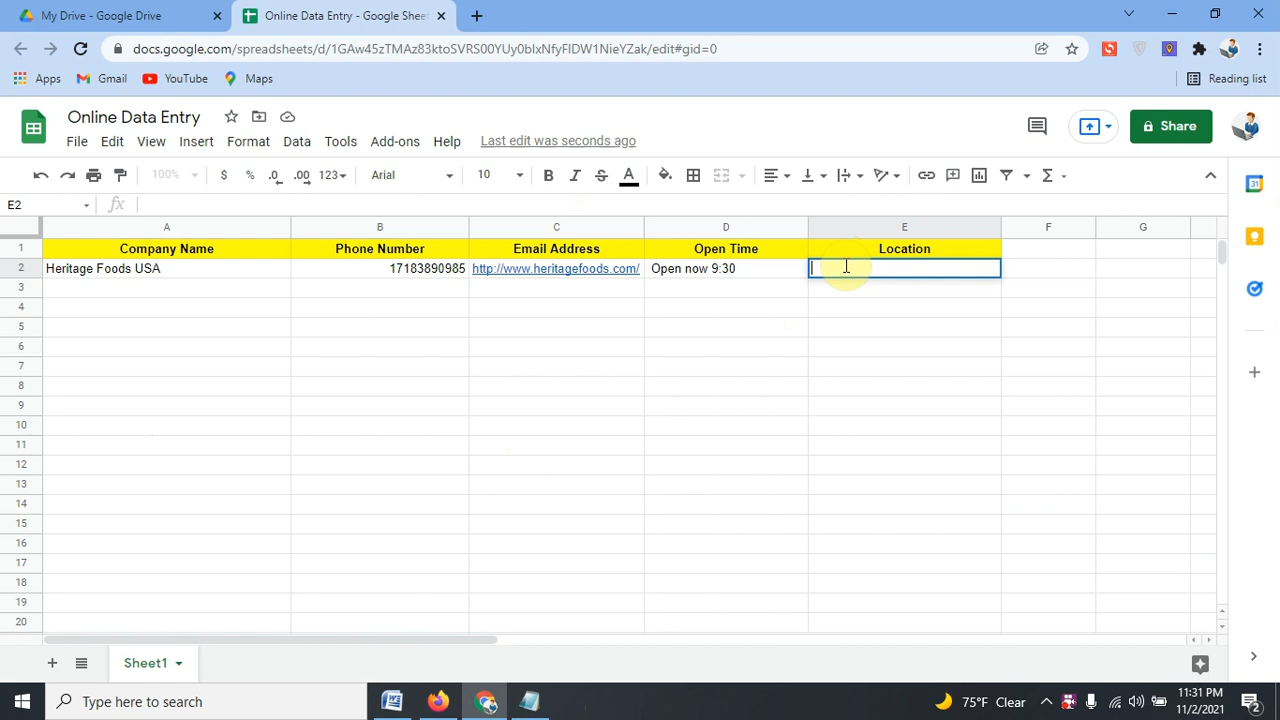 My Drive - Google Drive
Online Data Entry - Google Sheet
docs.google.com/spreadsheets/d/1GAw45zTMAz83ktoSVRS00YUy0blxNfyFIDW1NieYZak/edit#gid=0
Apps
Gmail
YouTube
Maps
Reading list
Online Data Entry
File Edit View Insert Format Data Tools Add-ons Help Last edit was seconds ago
Share
100% $ % .0 .00 123 Arial 10 B I S A
E2 fx
A B C D E F G
1 Company Name Phone Number Email Address Open Time Location
2 Heritage Foods USA 17183890985 http://www.heritagefoods.com/ Open now 9:30
3
4
5
6
7
8
9
10
11
12
13
14
15
16
17
18
19
20
Sheet1
Type here to search
75°F Clear
11:31 PM
11/2/2021
2